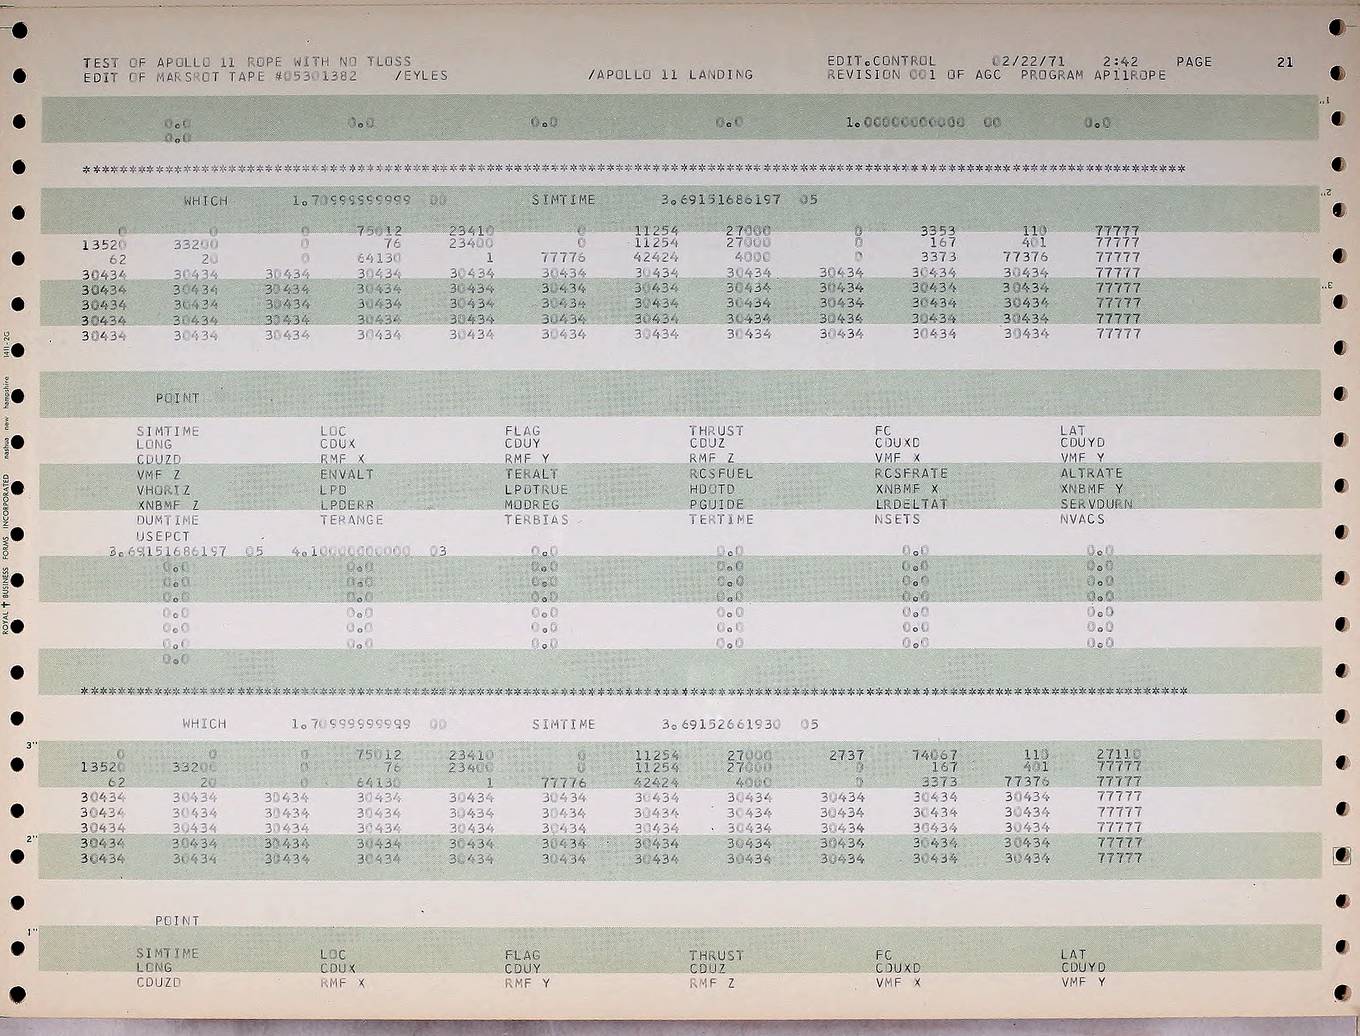 TEST OF APOLLO 11 ROPE WITH NO TLOSS EDIT.CONTROL 02/22/71 2:42 PAGE 21
EDIT OF MARSROT TAPE #05301382 /EYLES /APOLLO 11 LANDING REVISION 001 OF AGC PROGRAM AP11ROPE
0.0 0.0 0.0 0.0 1.00000000000 00 0.0
0.0
************************************************************************************************************************
WHICH 1.70999999999 00 SIMTIME 3.69151686197 05
0 0 0 75012 23410 0 11254 27000 0 3353 110 77777
13520 33200 0 76 23400 0 11254 27000 0 167 401 77777
62 20 0 64130 1 77776 42424 4000 0 3373 77376 77777
30434 30434 30434 30434 30434 30434 30434 30434 30434 30434 30434 77777
30434 30434 30434 30434 30434 30434 30434 30434 30434 30434 30434 77777
30434 30434 30434 30434 30434 30434 30434 30434 30434 30434 30434 77777
30434 30434 30434 30434 30434 30434 30434 30434 30434 30434 30434 77777
30434 30434 30434 30434 30434 30434 30434 30434 30434 30434 30434 77777
POINT
SIMTIME LOC FLAG THRUST FC LAT
LONG CDUX CDUY CDUZ CDUXD CDUYD
CDUZD RMF X RMF Y RMF Z VMF X VMF Y
VMF Z ENVALT TERALT RCSFUEL RCSFRATE ALTRATE
VHORIZ LPD LPDTRUE HDOTD XNBMF X XNBMF Y
XNBMF Z LPDERR MODREG PGUIDE LRDELTAT SERVDURN
DUMTIME TERANGE TERBIAS TERTIME NSETS NVACS
USEPCT
3.69151686197 05 4.10000000000 03 0.0 0.0 0.0 0.0
0.0 0.0 0.0 0.0 0.0 0.0
0.0 0.0 0.0 0.0 0.0 0.0
0.0 0.0 0.0 0.0 0.0 0.0
0.0 0.0 0.0 0.0 0.0 0.0
0.0 0.0 0.0 0.0 0.0 0.0
0.0 0.0 0.0 0.0 0.0 0.0
0.0
************************************************************************************************************************
WHICH 1.70999999999 00 SIMTIME 3.69152661930 05
0 0 0 75012 23410 0 11254 27000 2737 74067 110 27110
13520 33200 0 76 23400 0 11254 27000 0 167 401 77777
62 20 0 64130 1 77776 42424 4000 0 3373 77376 77777
30434 30434 30434 30434 30434 30434 30434 30434 30434 30434 30434 77777
30434 30434 30434 30434 30434 30434 30434 30434 30434 30434 30434 77777
30434 30434 30434 30434 30434 30434 30434 30434 30434 30434 30434 77777
30434 30434 30434 30434 30434 30434 30434 30434 30434 30434 30434 77777
30434 30434 30434 30434 30434 30434 30434 30434 30434 30434 30434 77777
POINT
SIMTIME LOC FLAG THRUST FC LAT
LONG CDUX CDUY CDUZ CDUXD CDUYD
CDUZD RMF X RMF Y RMF Z VMF X VMF Y
ROYAL BUSINESS FORMS INCORPORATED nashua new hampshire 1411-2G
3"
2"
1"
1"
2"
3"